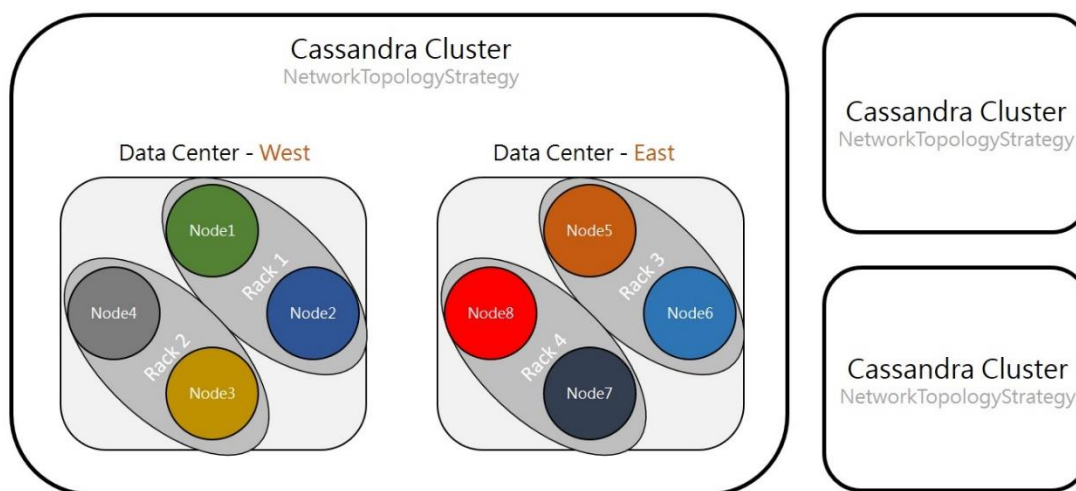 Cassandra Cluster
NetworkTopologyStrategy
Data Center - West
Node1
Rack 1
Node4
Node2
Rack 2
Node3
Data Center - East
Node5
Rack 3
Node8
Node6
Rack 4
Node7
Cassandra Cluster
NetworkTopologyStrategy
Cassandra Cluster
NetworkTopologyStrategy